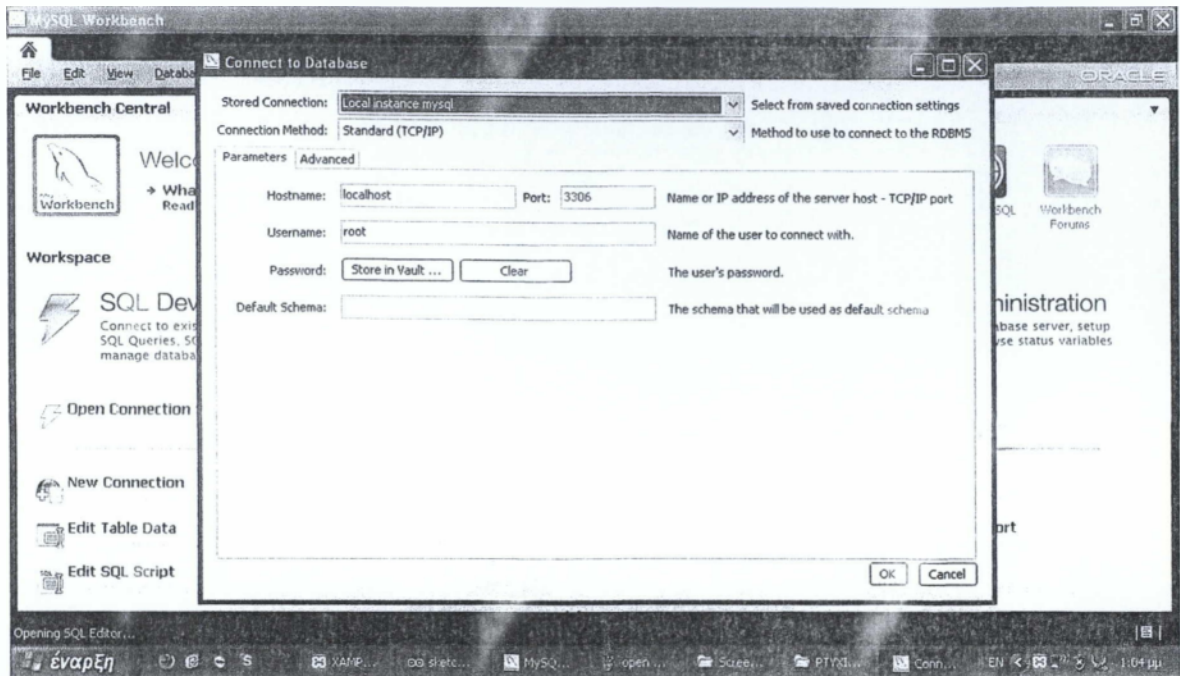 MySQL Workbench
File Edit View Databa
ORACLE
Connect to Database
Stored Connection: Local instance mysql Select from saved connection settings
Connection Method: Standard (TCP/IP) Method to use to connect to the RDBMS
Parameters Advanced
Hostname: localhost Port: 3306 Name or IP address of the server host - TCP/IP port
Username: root Name of the user to connect with.
Password: Store in Vault ... Clear The user's password.
Default Schema: The schema that will be used as default schema
OK Cancel
Workbench Central
Workbench
Welco
Wha
Read
SQL
Workbench
Forums
Workspace
SQL Dev
Connect to exis
SQL Queries, SQ
manage databa
ministration
abase server, setup
wse status variables
Open Connection
New Connection
Edit Table Data
Edit SQL Script
ort
Opening SQL Editor...
έναρξη XAMP... sketc... MySQ... open ... Scree... PTYXI... Conn... EN 1:04 μμ